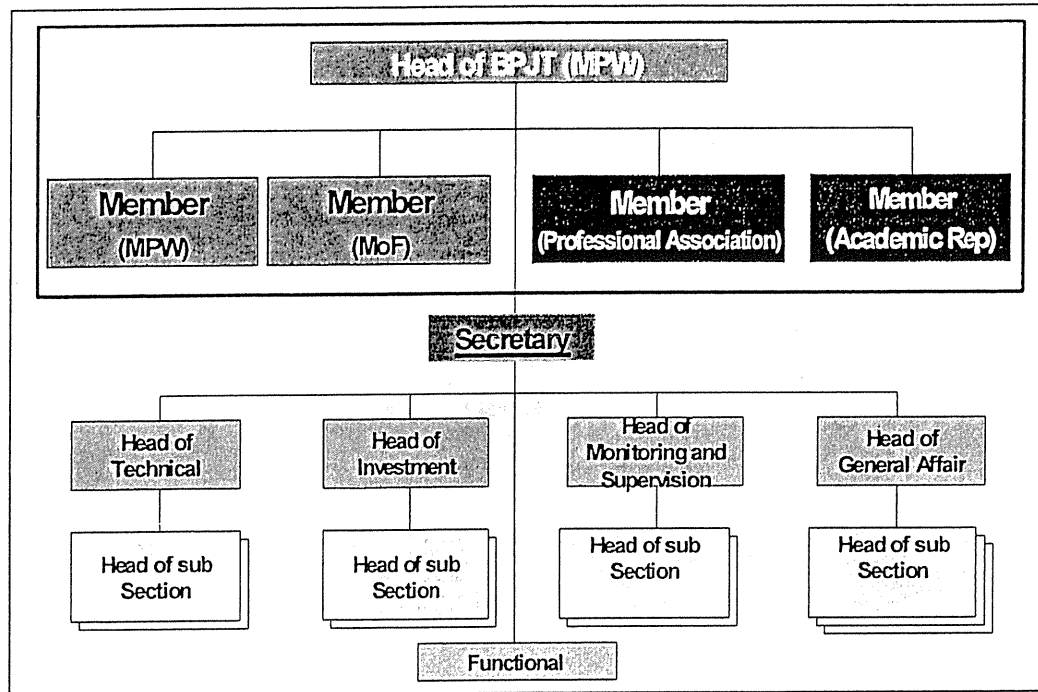 Head of BPJT (MPW)
Member
(MPW)
Member
(MoF)
Member
(Professional Association)
Member
(Academic Rep)
Secretary
Head of
Technical
Head of
Investment
Head of
Monitoring and
Supervision
Head of
General Affair
Head of sub
Section
Head of sub
Section
Head of sub
Section
Head of sub
Section
Functional